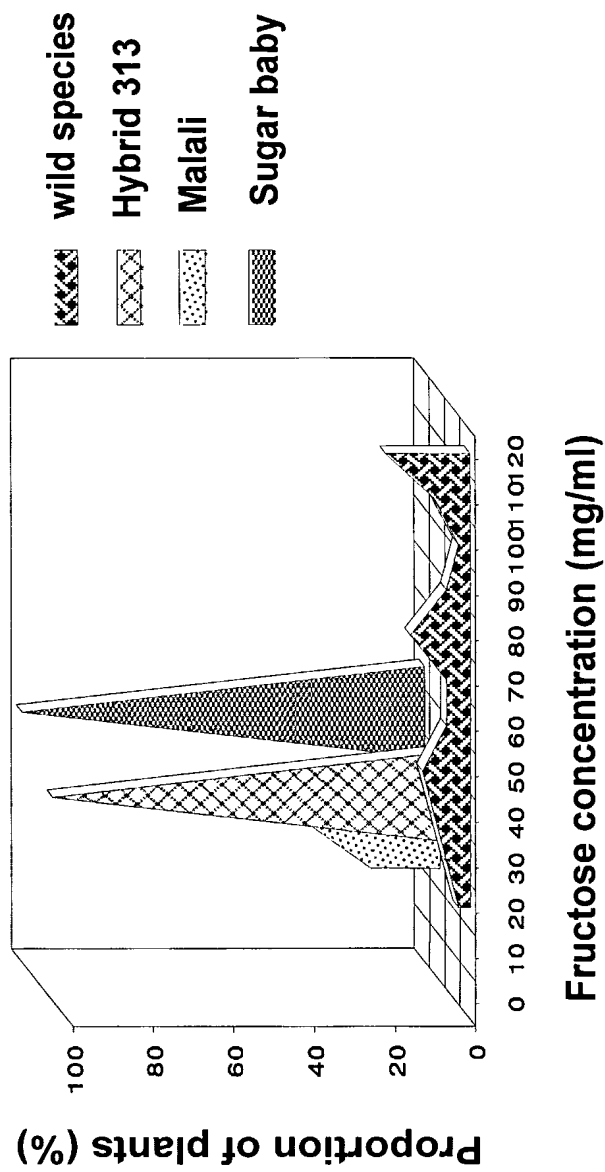 wild species
Hybrid 313
Malali
Sugar baby
Proportion of plants (%)
100
80
60
40
20
0
0 10 20 30 40 50 60 70 80 90 100 110 120
Fructose concentration (mg/ml)